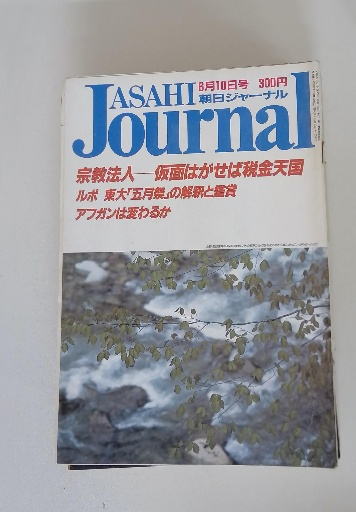 ASAHI
6月10日号 300円
朝日ジャーナル
Journal
宗教法人―仮面はがせば税金天国
ルポ 東大「五月祭」の解剖と鑑賞
アフガンは変わるか